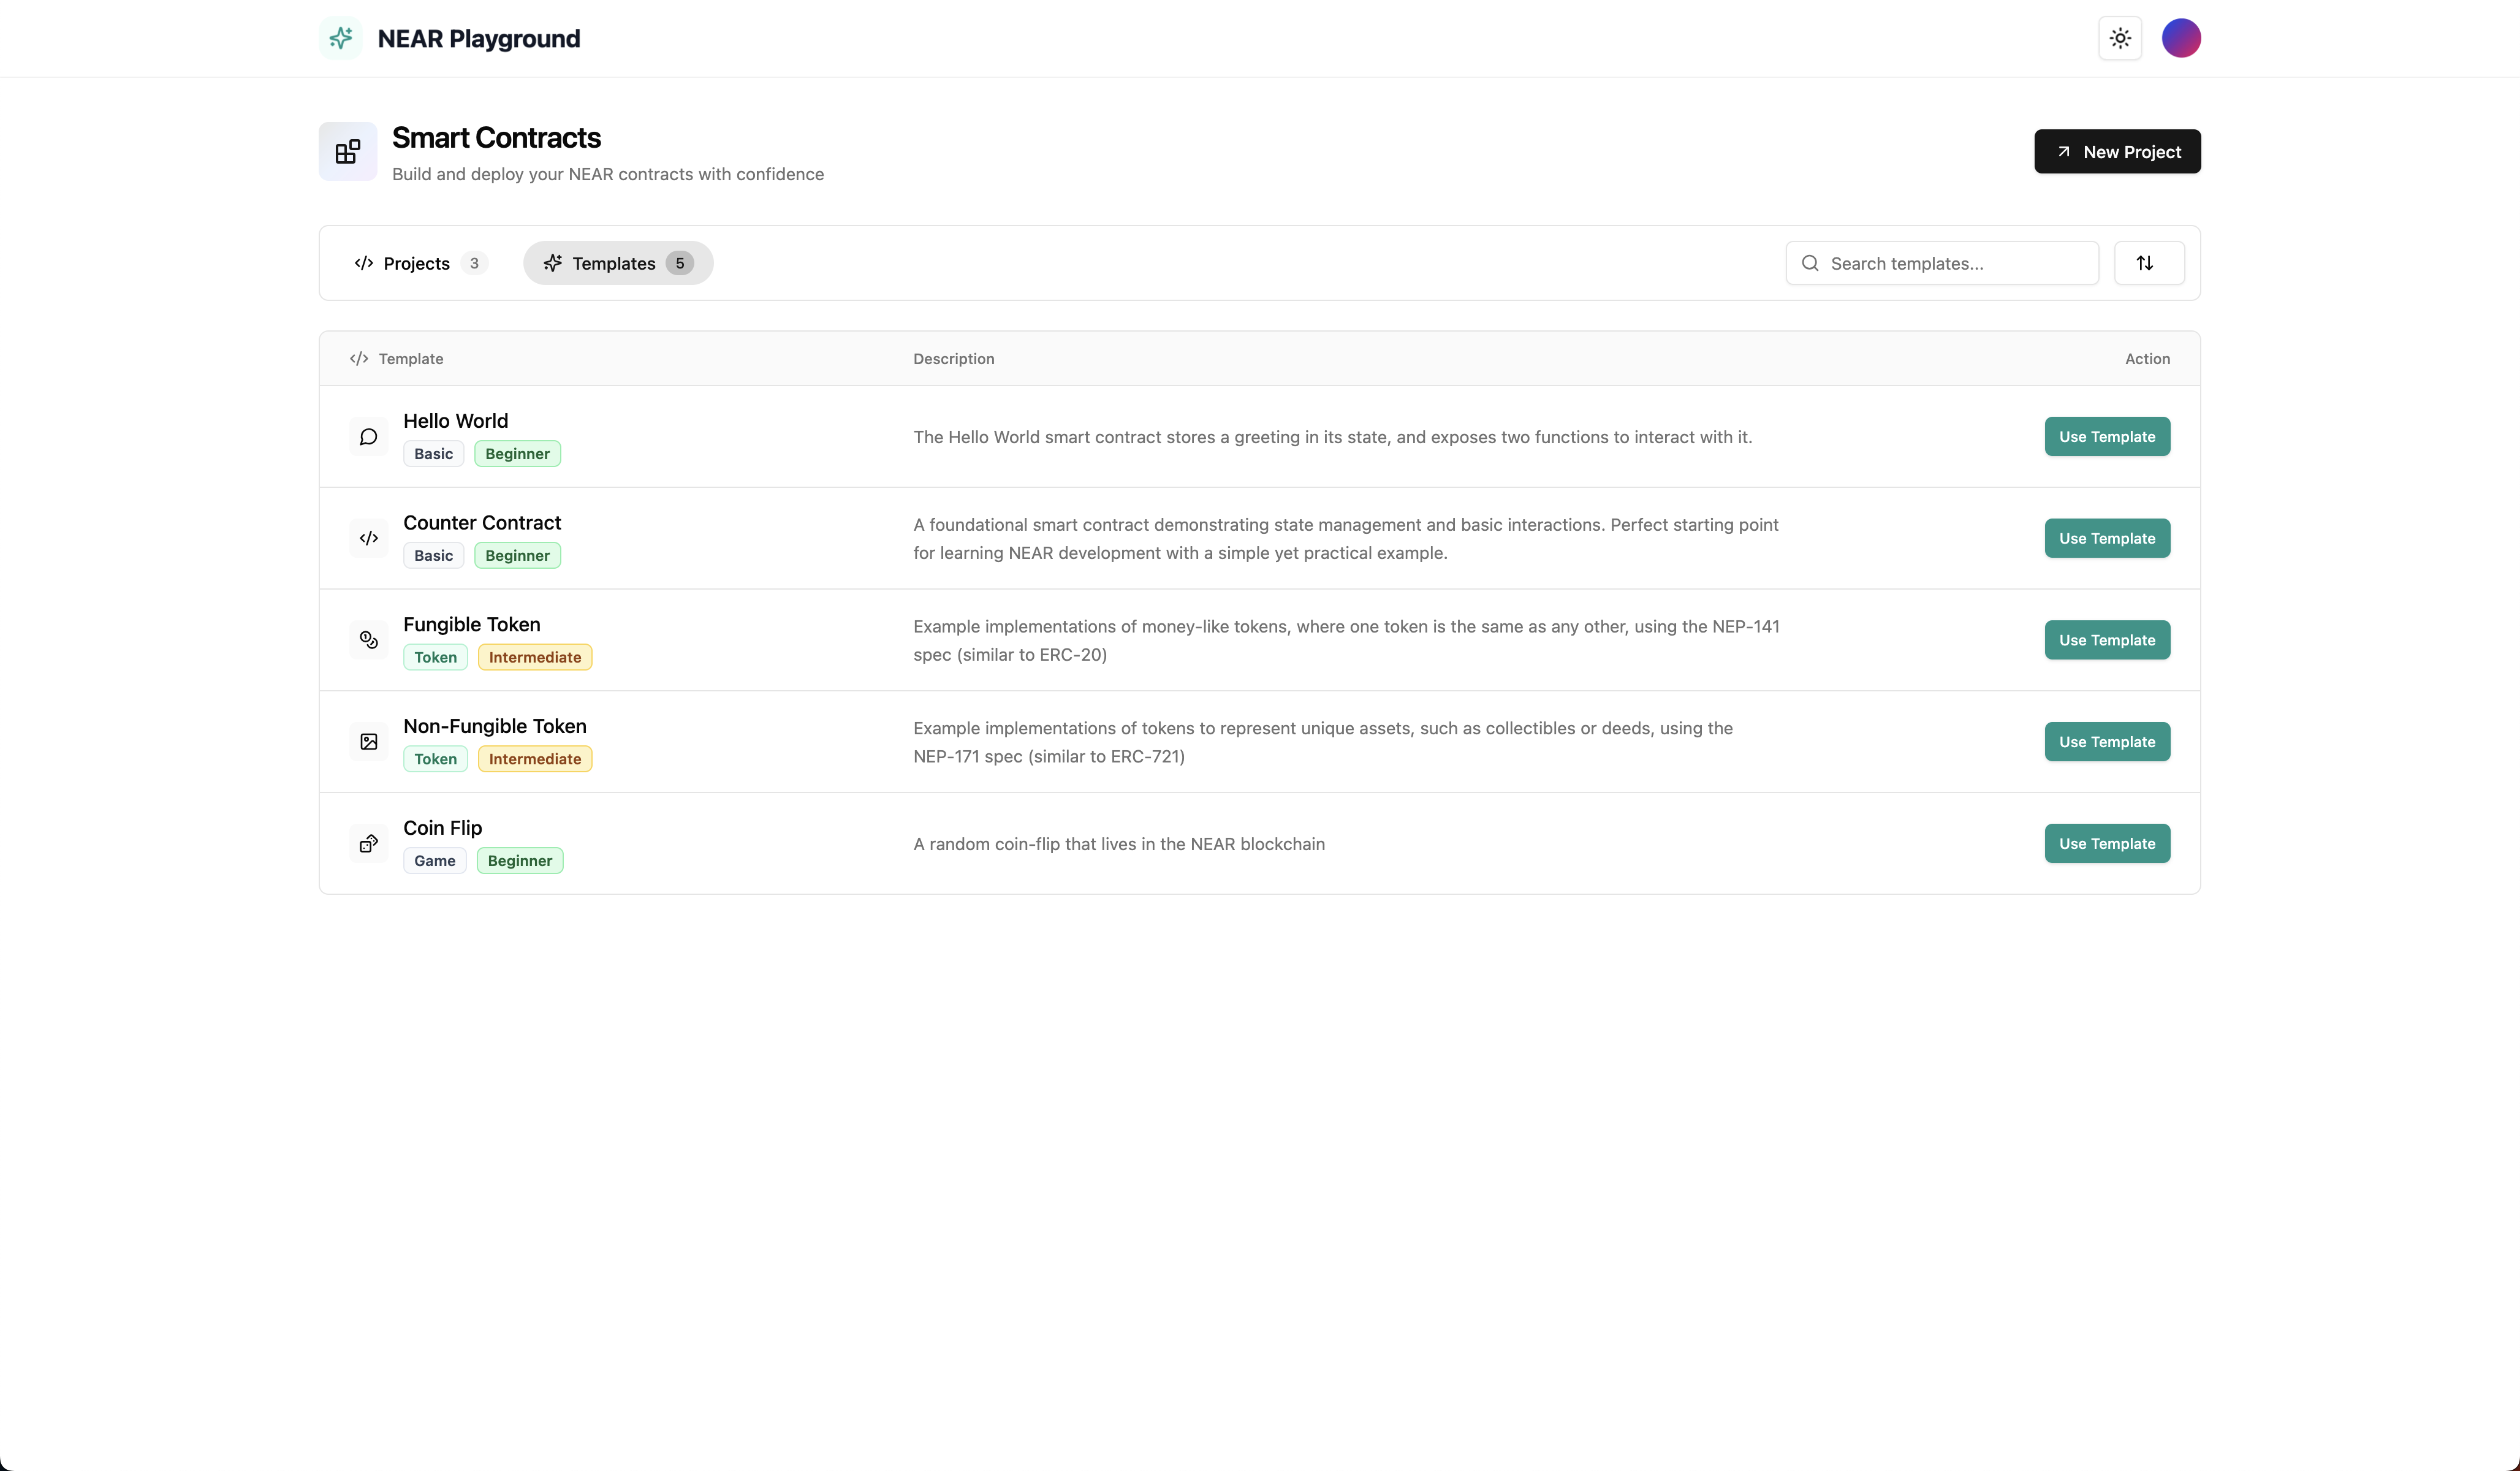 NEAR Playground
Smart Contracts
Build and deploy your NEAR contracts with confidence
New Project
Projects 3
Templates 5
Search templates...
Template
Description
Action
Hello World
Basic
Beginner
The Hello World smart contract stores a greeting in its state, and exposes two functions to interact with it.
Use Template
Counter Contract
Basic
Beginner
A foundational smart contract demonstrating state management and basic interactions. Perfect starting point
for learning NEAR development with a simple yet practical example.
Use Template
Fungible Token
Token
Intermediate
Example implementations of money-like tokens, where one token is the same as any other, using the NEP-141
spec (similar to ERC-20)
Use Template
Non-Fungible Token
Token
Intermediate
Example implementations of tokens to represent unique assets, such as collectibles or deeds, using the
NEP-171 spec (similar to ERC-721)
Use Template
Coin Flip
Game
Beginner
A random coin-flip that lives in the NEAR blockchain
Use Template